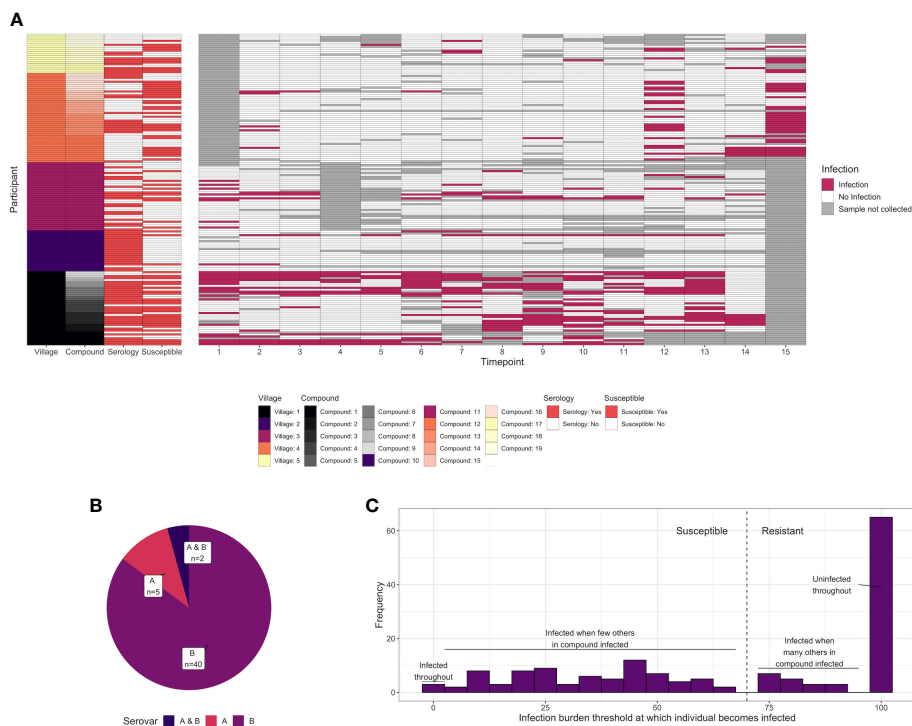 A
Participant
Village Compound Serology Susceptible
1 2 3 4 5 6 7 8 9 10 11 12 13 14 15
Timepoint
Infection
Infection
No Infection
Sample not collected
Village
Village: 1
Village: 2
Village: 3
Village: 4
Village: 5
Compound
Compound: 1
Compound: 2
Compound: 3
Compound: 4
Compound: 5
Compound: 6
Compound: 7
Compound: 8
Compound: 9
Compound: 10
Compound: 11
Compound: 12
Compound: 13
Compound: 14
Compound: 15
Compound: 16
Compound: 17
Compound: 18
Compound: 19
Serology
Serology: Yes
Serology: No
Susceptible
Susceptible: Yes
Susceptible: No
B
A & B
n=2
A
n=5
B
n=40
Serovar A & B A B
C
Frequency
60
40
20
0
Susceptible
Resistant
Infected
throughout
Infected when few others
in compound infected
Infected when
many others in
compound infected
Uninfected
throughout
0 25 50 75 100
Infection burden threshold at which individual becomes infected